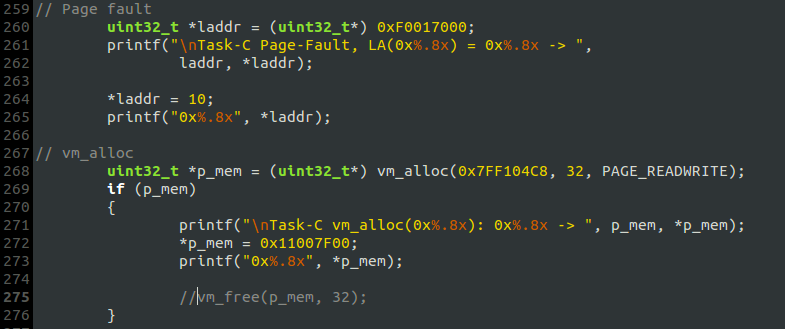 259 // Page fault
260 uint32_t *laddr = (uint32_t*) 0xF0017000;
261 printf("\nTask-C Page-Fault, LA(0x%.8x) = 0x%.8x -> ",
262 laddr, *laddr);
263
264 *laddr = 10;
265 printf("0x%.8x", *laddr);
266
267 // vm_alloc
268 uint32_t *p_mem = (uint32_t*) vm_alloc(0x7FF104C8, 32, PAGE_READWRITE);
269 if (p_mem)
270 {
271 printf("\nTask-C vm_alloc(0x%.8x): 0x%.8x -> ", p_mem, *p_mem);
272 *p_mem = 0x11007F00;
273 printf("0x%.8x", *p_mem);
274
275 //vm_free(p_mem, 32);
276 }